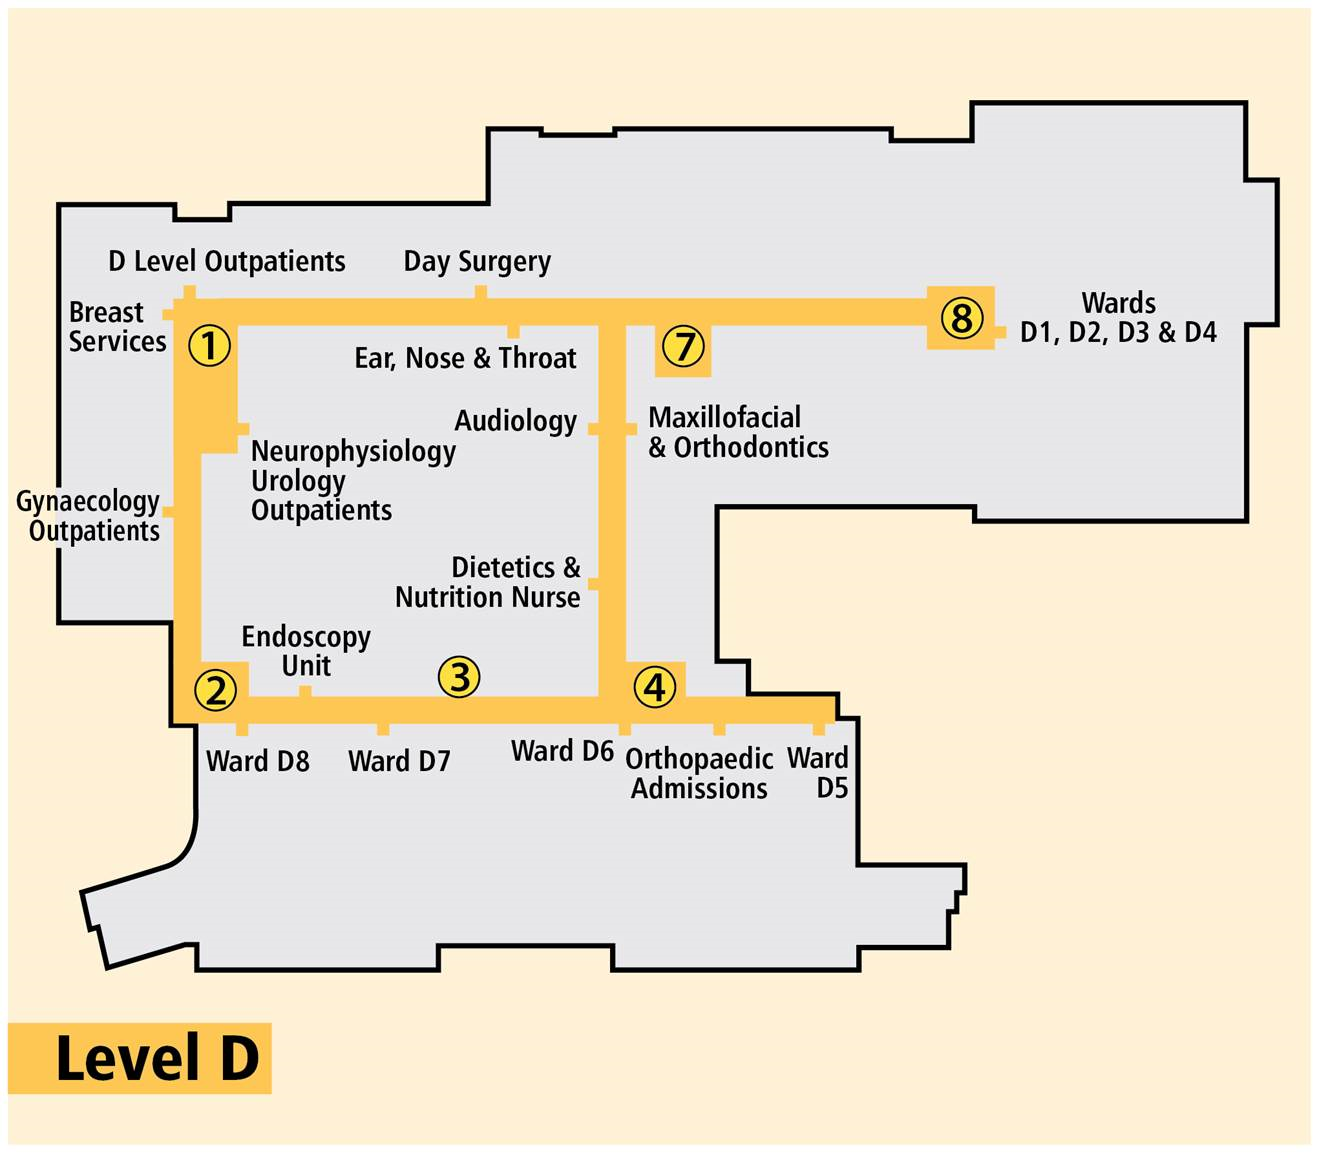 D Level Outpatients
Day Surgery
Breast
Services
1
Ear, Nose & Throat
7
8
Wards
D1, D2, D3 & D4
Audiology
Maxillofacial
& Orthodontics
Neurophysiology
Urology
Outpatients
Gynaecology
Outpatients
Dietetics &
Nutrition Nurse
Endoscopy
Unit
2
3
4
Ward D8
Ward D7
Ward D6
Orthopaedic
Admissions
Ward
D5
Level D